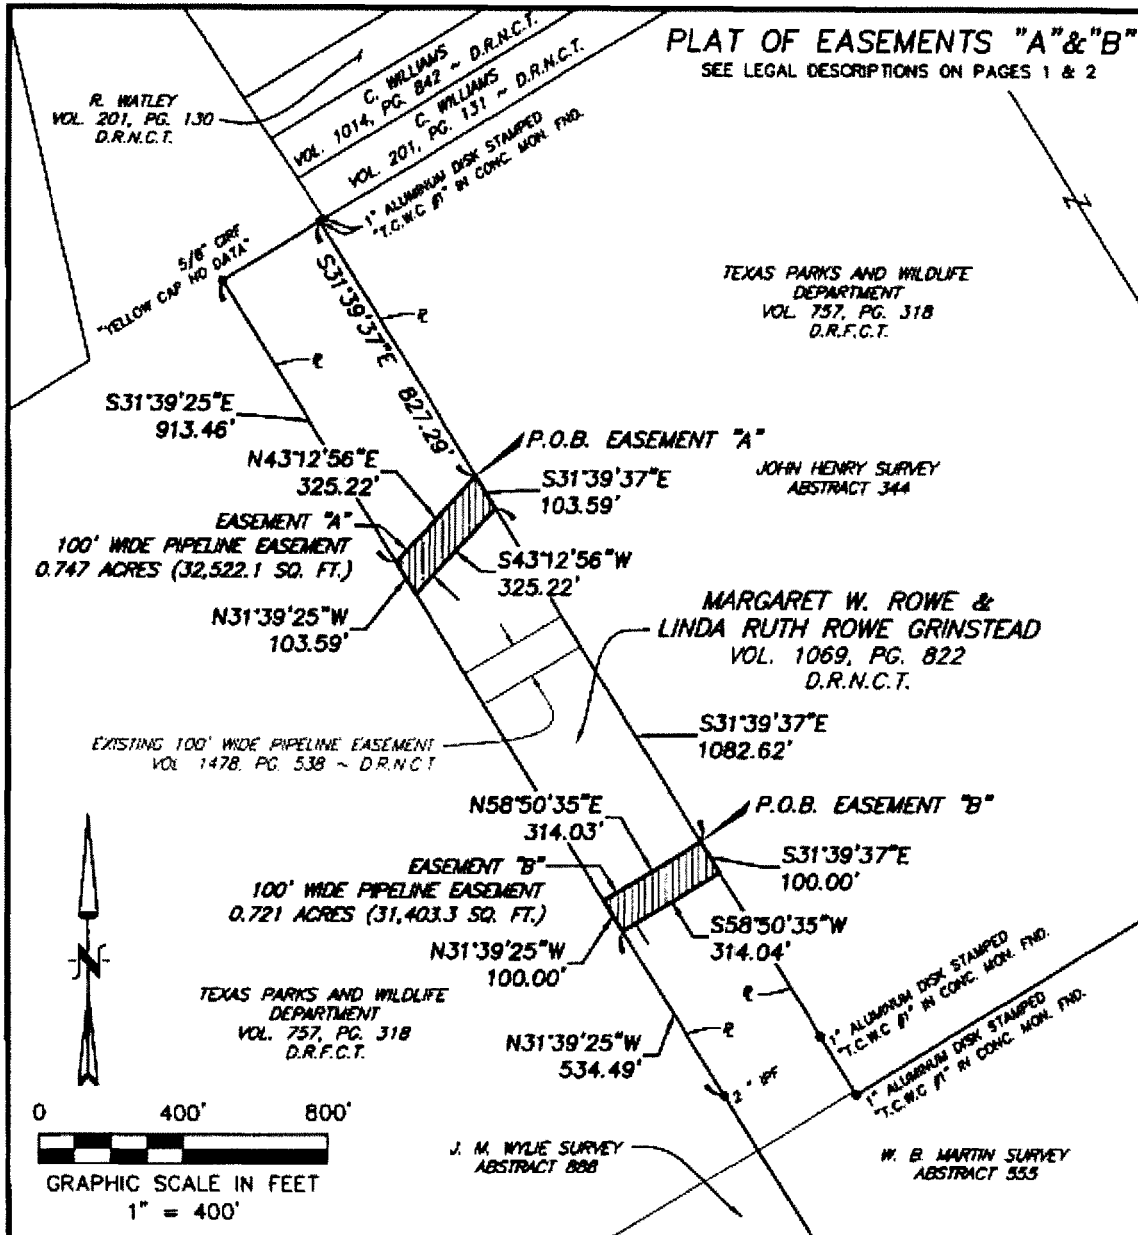 PLAT OF EASEMENTS "A"&"B"
SEE LEGAL DESCRIPTIONS ON PAGES 1 & 2
R. WATLEY
VOL. 201, PG. 130
D.R.N.C.T.
C. WILLIAMS
VOL. 1014, PG. 842 ~ D.R.N.C.T.
C. WILLIAMS
VOL. 201, PG. 131 ~ D.R.N.C.T.
1" ALUMINUM DISK STAMPED
"T.C.W.C #1" IN CONC. MON. FND.
5/8" CIRF
"YELLOW CAP NO DATA"
TEXAS PARKS AND WILDLIFE
DEPARTMENT
VOL. 757, PG. 318
D.R.F.C.T.
S31°39'37"E 827.29'
S31°39'25"E
913.46'
N43°12'56"E
325.22'
P.O.B. EASEMENT "A"
S31°39'37"E
103.59'
JOHN HENRY SURVEY
ABSTRACT 344
EASEMENT "A"
100' WIDE PIPELINE EASEMENT
0.747 ACRES (32,522.1 SQ. FT.)
S43°12'56"W
325.22'
N31°39'25"W
103.59'
MARGARET W. ROWE &
LINDA RUTH ROWE GRINSTEAD
VOL. 1069, PG. 822
D.R.N.C.T.
EXISTING 100' WIDE PIPELINE EASEMENT
VOL 1478, PG. 538 ~ D.R.N.C.T
S31°39'37"E
1082.62'
N58°50'35"E
314.03'
P.O.B. EASEMENT "B"
EASEMENT "B"
100' WIDE PIPELINE EASEMENT
0.721 ACRES (31,403.3 SQ. FT.)
S31°39'37"E
100.00'
N31°39'25"W
100.00'
S58°50'35"W
314.04'
N
TEXAS PARKS AND WILDLIFE
DEPARTMENT
VOL. 757, PG. 318
D.R.F.C.T.
N31°39'25"W
534.49'
1" ALUMINUM DISK STAMPED
"T.C.W.C #1" IN CONC. MON. FND.
1" ALUMINUM DISK STAMPED
"T.C.W.C #1" IN CONC. MON. FND.
2" IPF
0 400' 800'
GRAPHIC SCALE IN FEET
1" = 400'
J. M. WYLIE SURVEY
ABSTRACT 888
W. B. MARTIN SURVEY
ABSTRACT 555